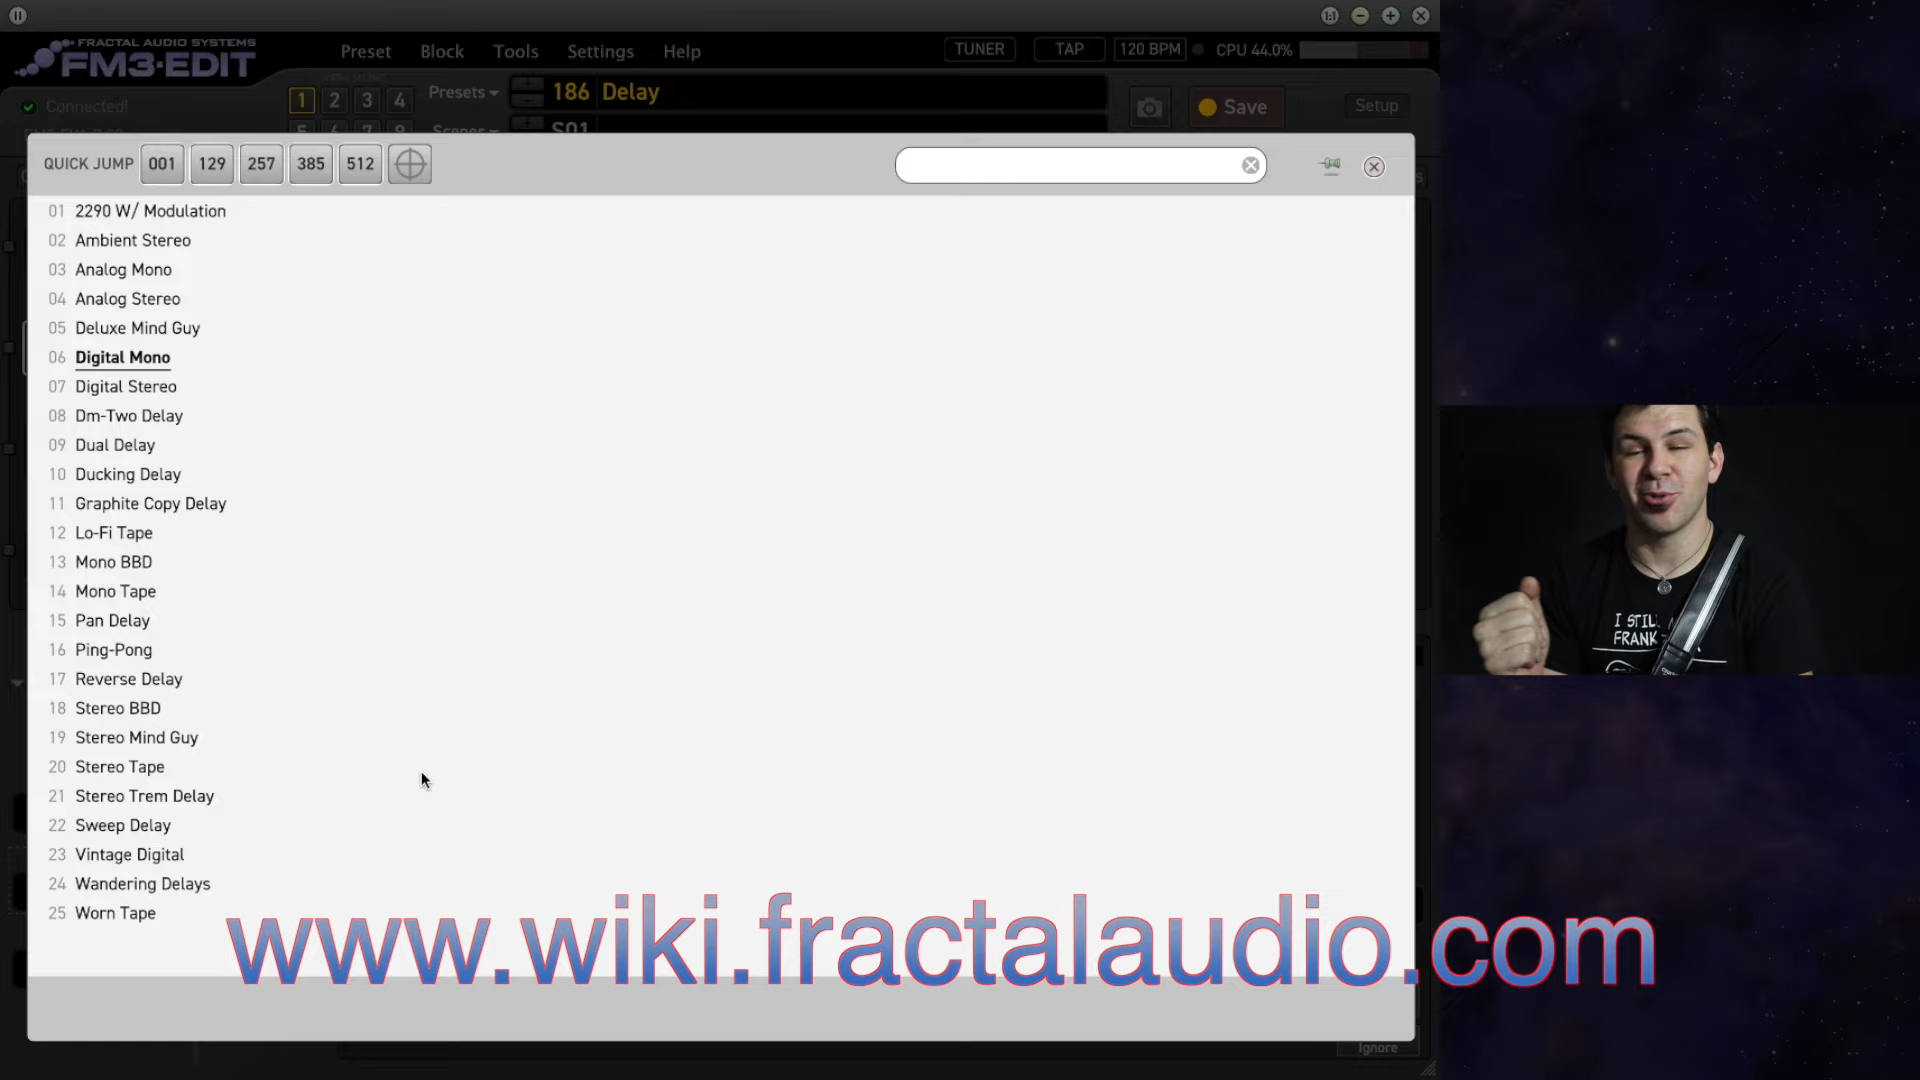 FRACTAL AUDIO SYSTEMS
FM3-EDIT
Preset Block Tools Settings Help
TUNER TAP 120 BPM CPU 44.0%
Connected!
1 2 3 4
Presets
186 Delay
Save
Setup
Scenes
S01
QUICK JUMP 001 129 257 385 512
01 2290 W/ Modulation
02 Ambient Stereo
03 Analog Mono
04 Analog Stereo
05 Deluxe Mind Guy
06 Digital Mono
07 Digital Stereo
08 Dm-Two Delay
09 Dual Delay
10 Ducking Delay
11 Graphite Copy Delay
12 Lo-Fi Tape
13 Mono BBD
14 Mono Tape
15 Pan Delay
16 Ping-Pong
17 Reverse Delay
18 Stereo BBD
19 Stereo Mind Guy
20 Stereo Tape
21 Stereo Trem Delay
22 Sweep Delay
23 Vintage Digital
24 Wandering Delays
25 Worn Tape
www.wiki.fractalaudio.com
Ignore
I STILL
FRANK